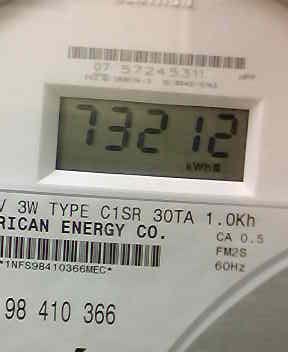 07 57245311
73212
kWh
V 3W TYPE C1SR 30TA 1.0Kh
RICAN ENERGY CO.
CA 0.5
FM2S
60Hz
*1NFS98410366MEC*
98 410 366